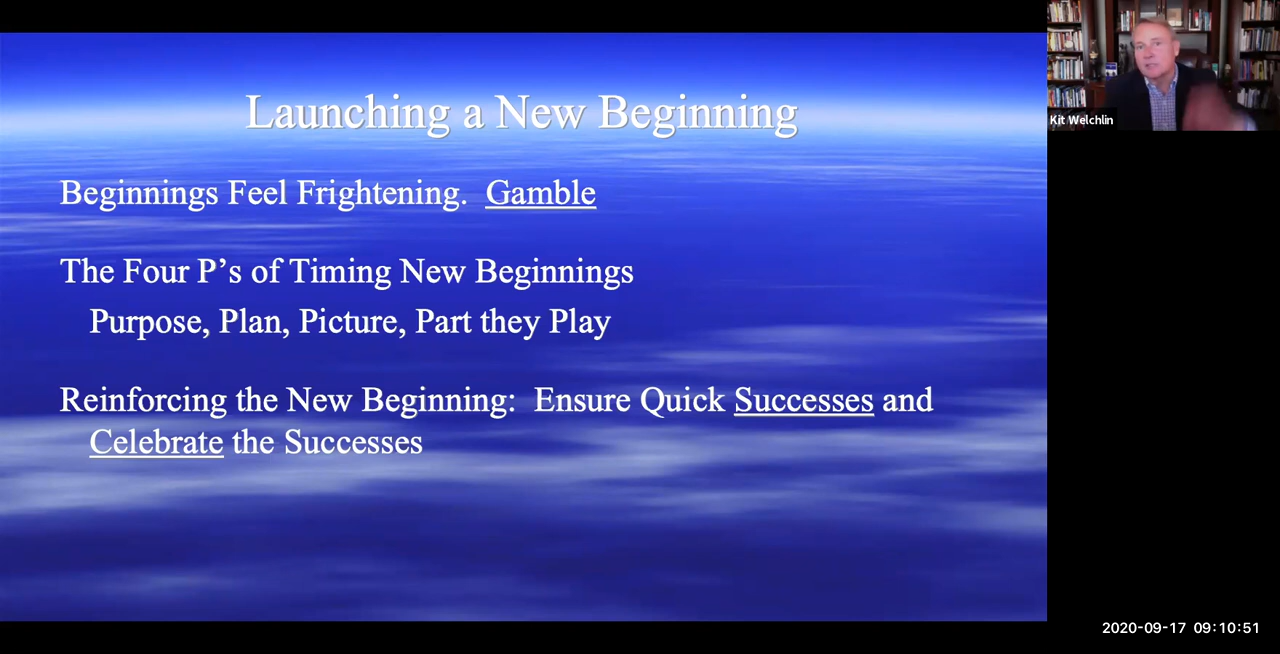 Launching a New Beginning
Beginnings Feel Frightening.  Gamble
The Four P’s of Timing New Beginnings
Purpose, Plan, Picture, Part they Play
Reinforcing the New Beginning:  Ensure Quick Successes and
Celebrate the Successes
Kit Welchlin
2020-09-17 09:10:51